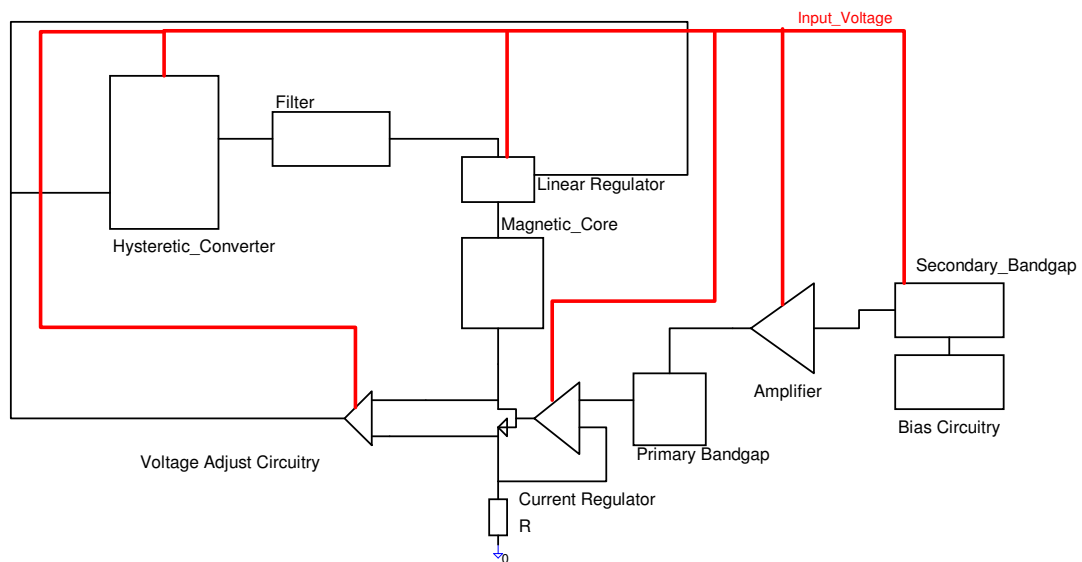 Input_Voltage
Filter
Linear Regulator
Magnetic_Core
Hysteretic_Converter
Secondary_Bandgap
Amplifier
Bias Circuitry
Primary Bandgap
Voltage Adjust Circuitry
Current Regulator
R
0